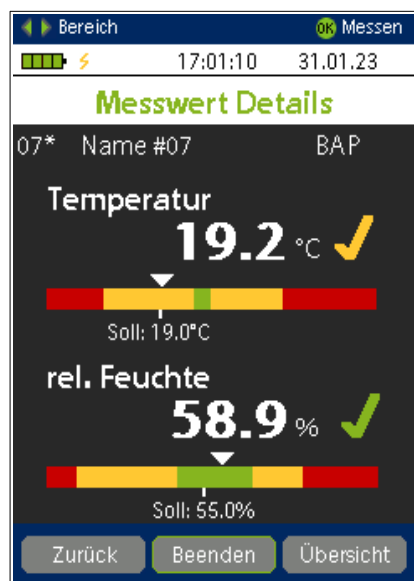 Bereich OK Messen
17:01:10 31.01.23
Messwert Details
07* Name #07 BAP
Temperatur
19.2 °C
Soll: 19.0°C
rel. Feuchte
58.9 %
Soll: 55.0%
Zurück Beenden Übersicht